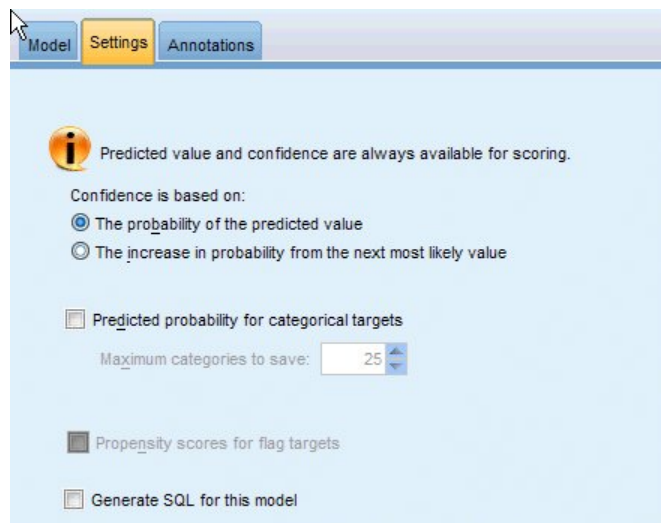 Model Settings Annotations
Predicted value and confidence are always available for scoring.
Confidence is based on:
The probability of the predicted value
The increase in probability from the next most likely value
Predicted probability for categorical targets
Maximum categories to save: 25
Propensity scores for flag targets
Generate SQL for this model